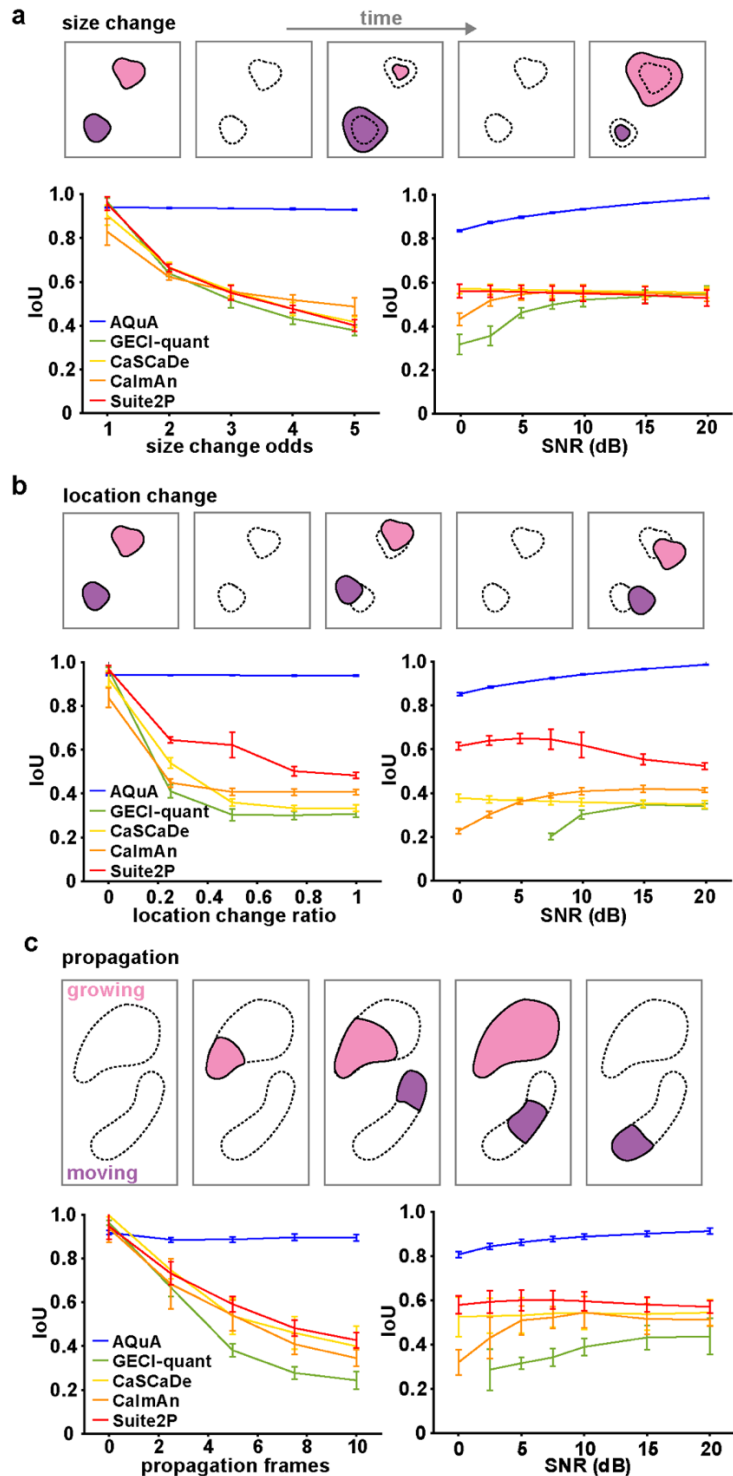 a
size change
time
1.0
0.8
0.6
0.4
0.2
0
IoU
AQuA
GECI-quant
CaSCaDe
CaImAn
Suite2P
1 2 3 4 5
size change odds
1.0
0.8
0.6
0.4
0.2
0
IoU
0 5 10 15 20
SNR (dB)
b
location change
1.0
0.8
0.6
0.4
0.2
0
IoU
AQuA
GECI-quant
CaSCaDe
CaImAn
Suite2P
0 0.2 0.4 0.6 0.8 1
location change ratio
1.0
0.8
0.6
0.4
0.2
0
IoU
0 5 10 15 20
SNR (dB)
c
propagation
growing
moving
1.0
0.8
0.6
0.4
0.2
0
IoU
AQuA
GECI-quant
CaSCaDe
CaImAn
Suite2P
0 2 4 6 8 10
propagation frames
1.0
0.8
0.6
0.4
0.2
0
IoU
0 5 10 15 20
SNR (dB)